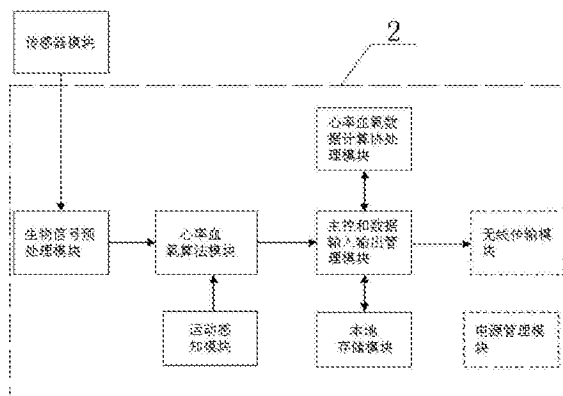 2
传感器模块
心率血氧数
据计算协处
理模块
生物信号预
处理模块
心率血
氧算法模块
主控和数据
输入输出管
理模块
无线传输模
块
运动感
知模块
本地
存储模块
电源管理模
块